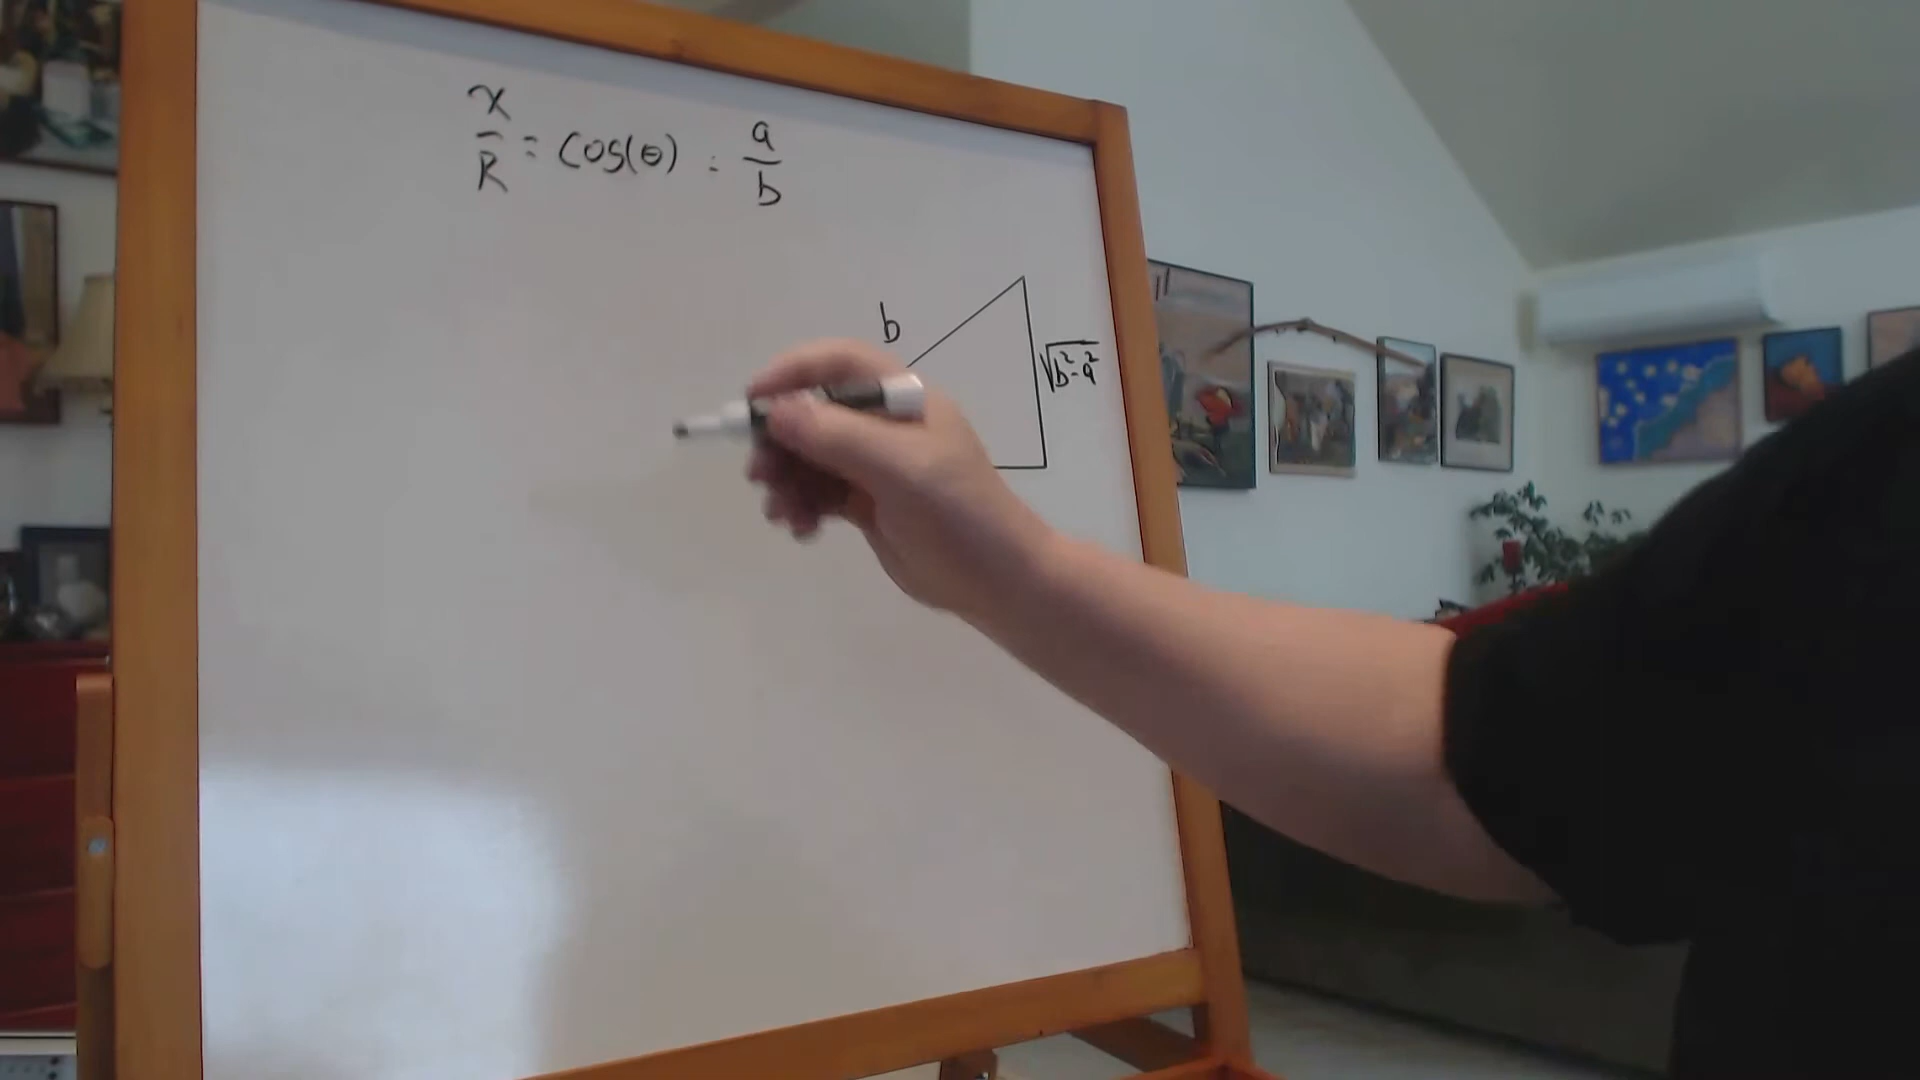 x/R = cos(θ) = a/b
b
√b²-a²